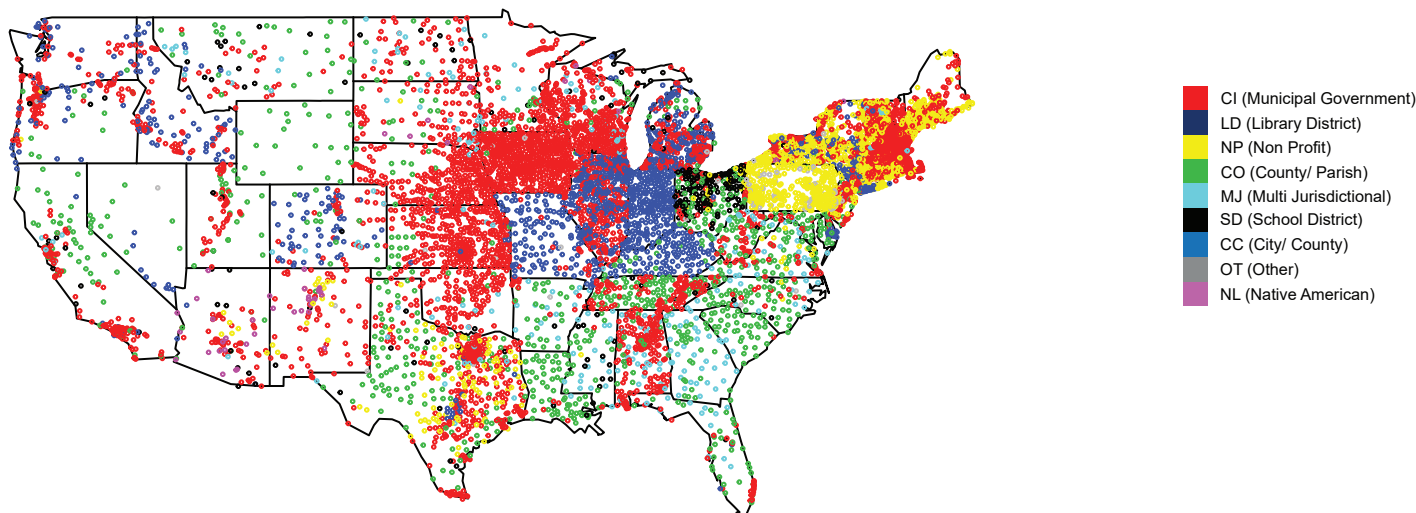 CI (Municipal Government)
LD (Library District)
NP (Non Profit)
CO (County/ Parish)
MJ (Multi Jurisdictional)
SD (School District)
CC (City/ County)
OT (Other)
NL (Native American)